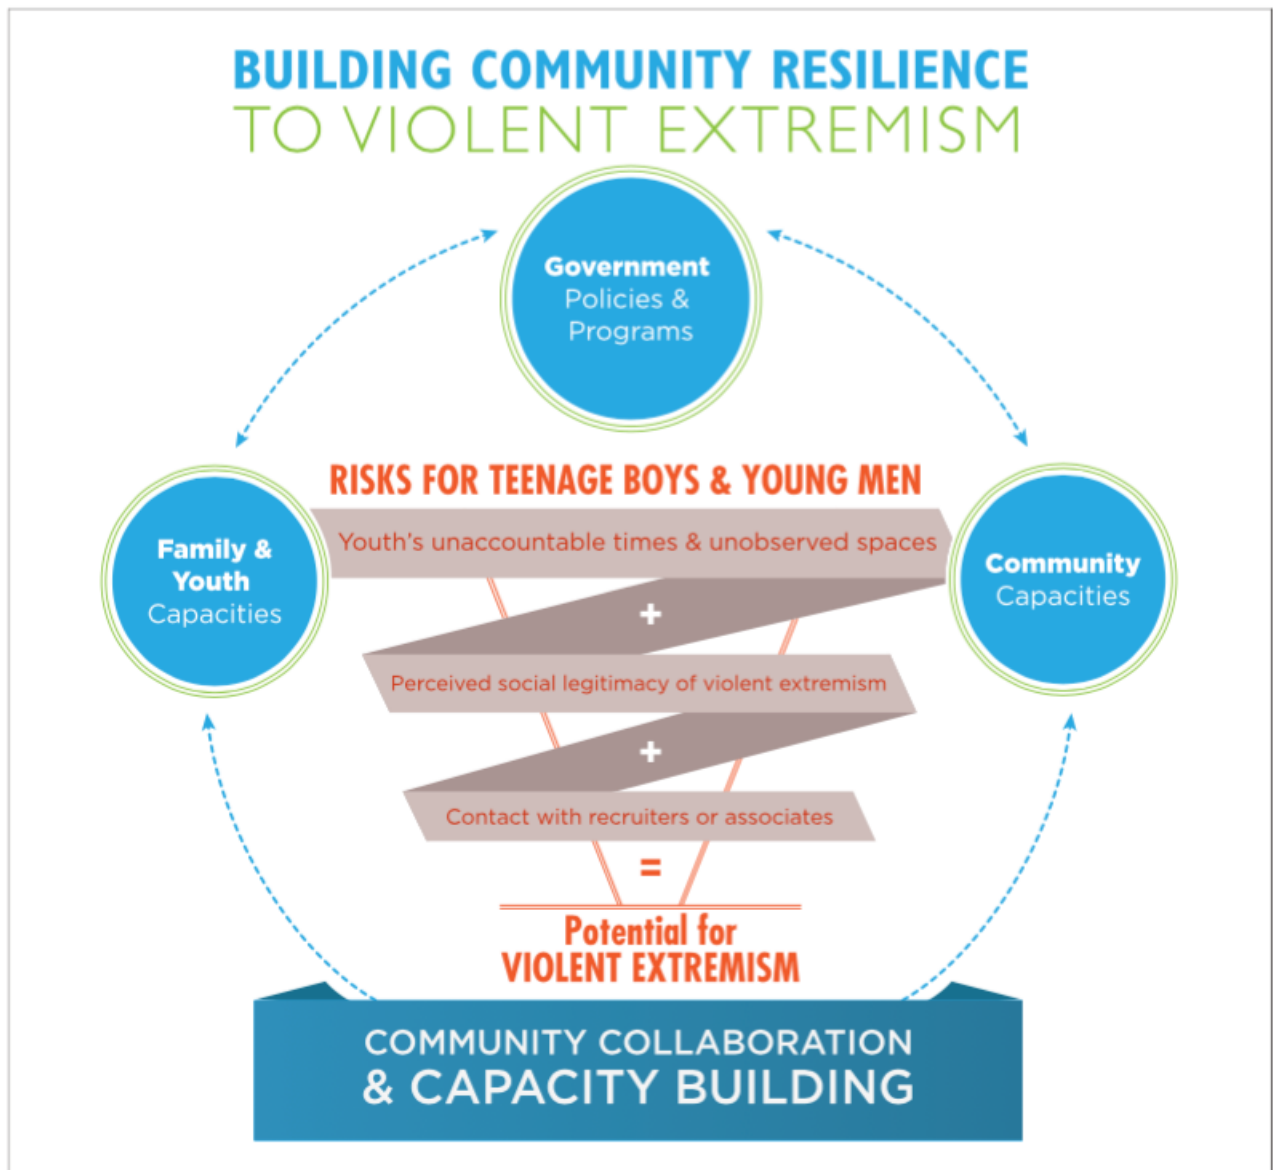 BUILDING COMMUNITY RESILIENCE
TO VIOLENT EXTREMISM
Government
Policies &
Programs
RISKS FOR TEENAGE BOYS & YOUNG MEN
Youth's unaccountable times & unobserved spaces
Family &
Youth
Capacities
Community
Capacities
+
Perceived social legitimacy of violent extremism
+
Contact with recruiters or associates
=
Potential for
VIOLENT EXTREMISM
COMMUNITY COLLABORATION
& CAPACITY BUILDING